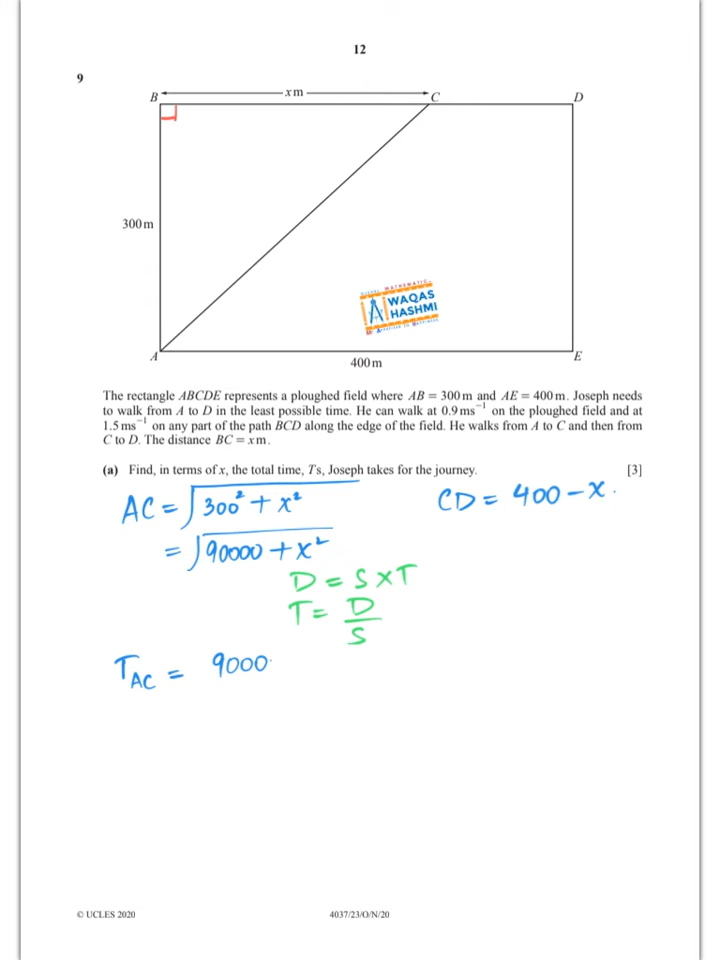 12
9
B
x m
C
D
300 m
VISUAL MATHEMATIC
WAQAS
HASHMI
A
400 m
E
The rectangle ABCDE represents a ploughed field where AB = 300 m and AE = 400 m. Joseph needs
to walk from A to D in the least possible time. He can walk at 0.9 ms⁻¹ on the ploughed field and at
1.5 ms⁻¹ on any part of the path BCD along the edge of the field. He walks from A to C and then from
C to D. The distance BC = x m.
(a) Find, in terms of x, the total time, T s, Joseph takes for the journey. [3]
AC = √(300² + x²)
CD = 400 - x.
= √(90000 + x²)
D = S × T
T = D/S
T_AC = 9000
© UCLES 2020
4037/23/O/N/20